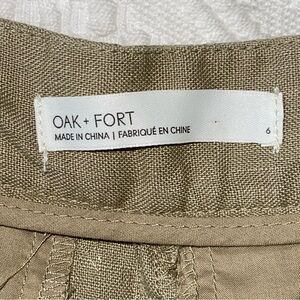 OAK + FORT
MADE IN CHINA | FABRIQUÉ EN CHINE
6